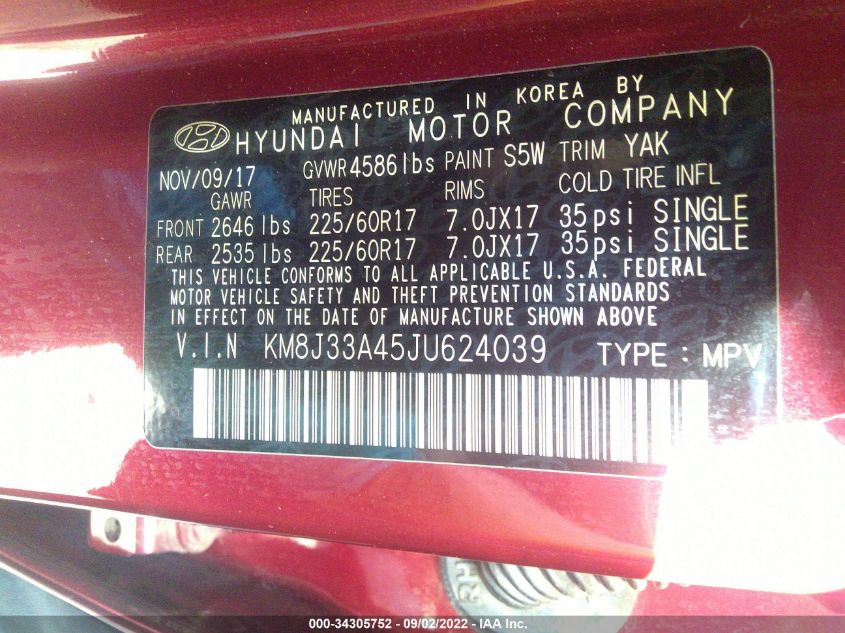 MANUFACTURED IN KOREA BY
HYUNDAI MOTOR COMPANY
NOV/09/17 GVWR 4586 lbs PAINT S5W TRIM YAK
GAWR TIRES RIMS COLD TIRE INFL
FRONT 2646 lbs 225/60R17 7.0JX17 35psi SINGLE
REAR 2535 lbs 225/60R17 7.0JX17 35psi SINGLE
THIS VEHICLE CONFORMS TO ALL APPLICABLE U.S.A. FEDERAL
MOTOR VEHICLE SAFETY AND THEFT PREVENTION STANDARDS
IN EFFECT ON THE DATE OF MANUFACTURE SHOWN ABOVE
V.I.N KM8J33A45JU624039 TYPE : MPV
RH
000-34305752 - 09/02/2022 - IAA Inc.